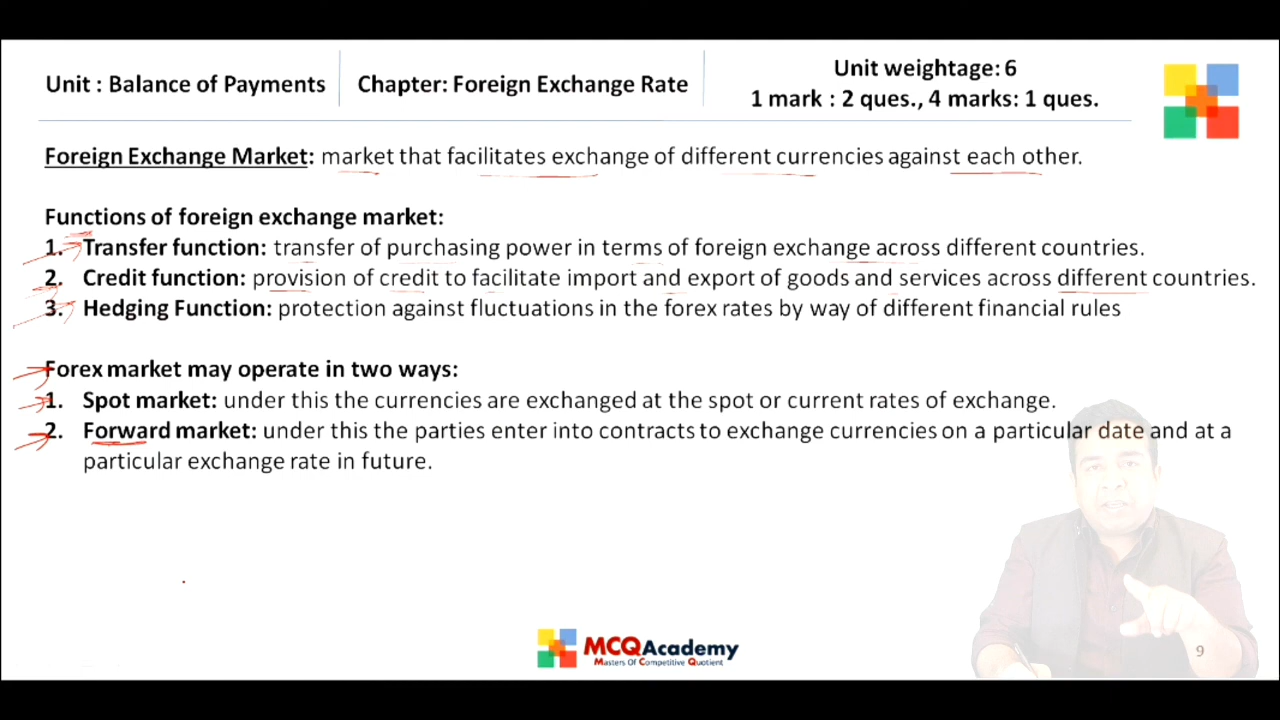 Unit : Balance of Payments
Chapter: Foreign Exchange Rate
Unit weightage: 6
1 mark : 2 ques., 4 marks: 1 ques.
Foreign Exchange Market: market that facilitates exchange of different currencies against each other.
Functions of foreign exchange market:
1. Transfer function: transfer of purchasing power in terms of foreign exchange across different countries.
2. Credit function: provision of credit to facilitate import and export of goods and services across different countries.
3. Hedging Function: protection against fluctuations in the forex rates by way of different financial rules
Forex market may operate in two ways:
1. Spot market: under this the currencies are exchanged at the spot or current rates of exchange.
2. Forward market: under this the parties enter into contracts to exchange currencies on a particular date and at a
particular exchange rate in future.
MCQAcademy
Masters Of Competitive Quotient
9